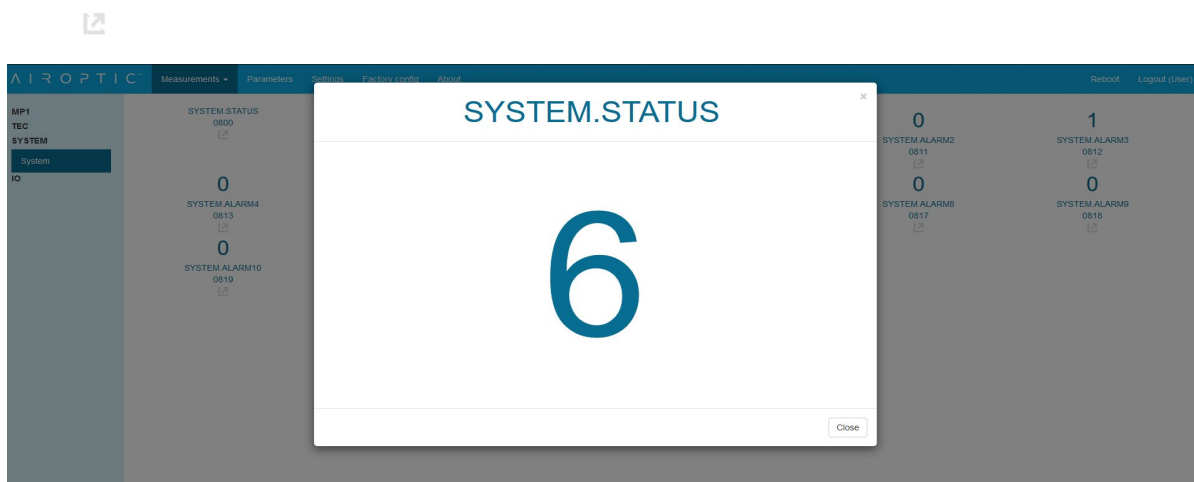 AIROPTIC™ Measurements Parameters Settings Factory config About Reboot Logout (User)
MP1
TEC
SYSTEM
System
IO
SYSTEM.STATUS
0800
SYSTEM.STATUS
×
6
Close
0
SYSTEM.ALARM2
0811
1
SYSTEM.ALARM3
0812
0
SYSTEM.ALARM4
0813
0
SYSTEM.ALARM8
0817
0
SYSTEM.ALARM9
0818
0
SYSTEM.ALARM10
0819